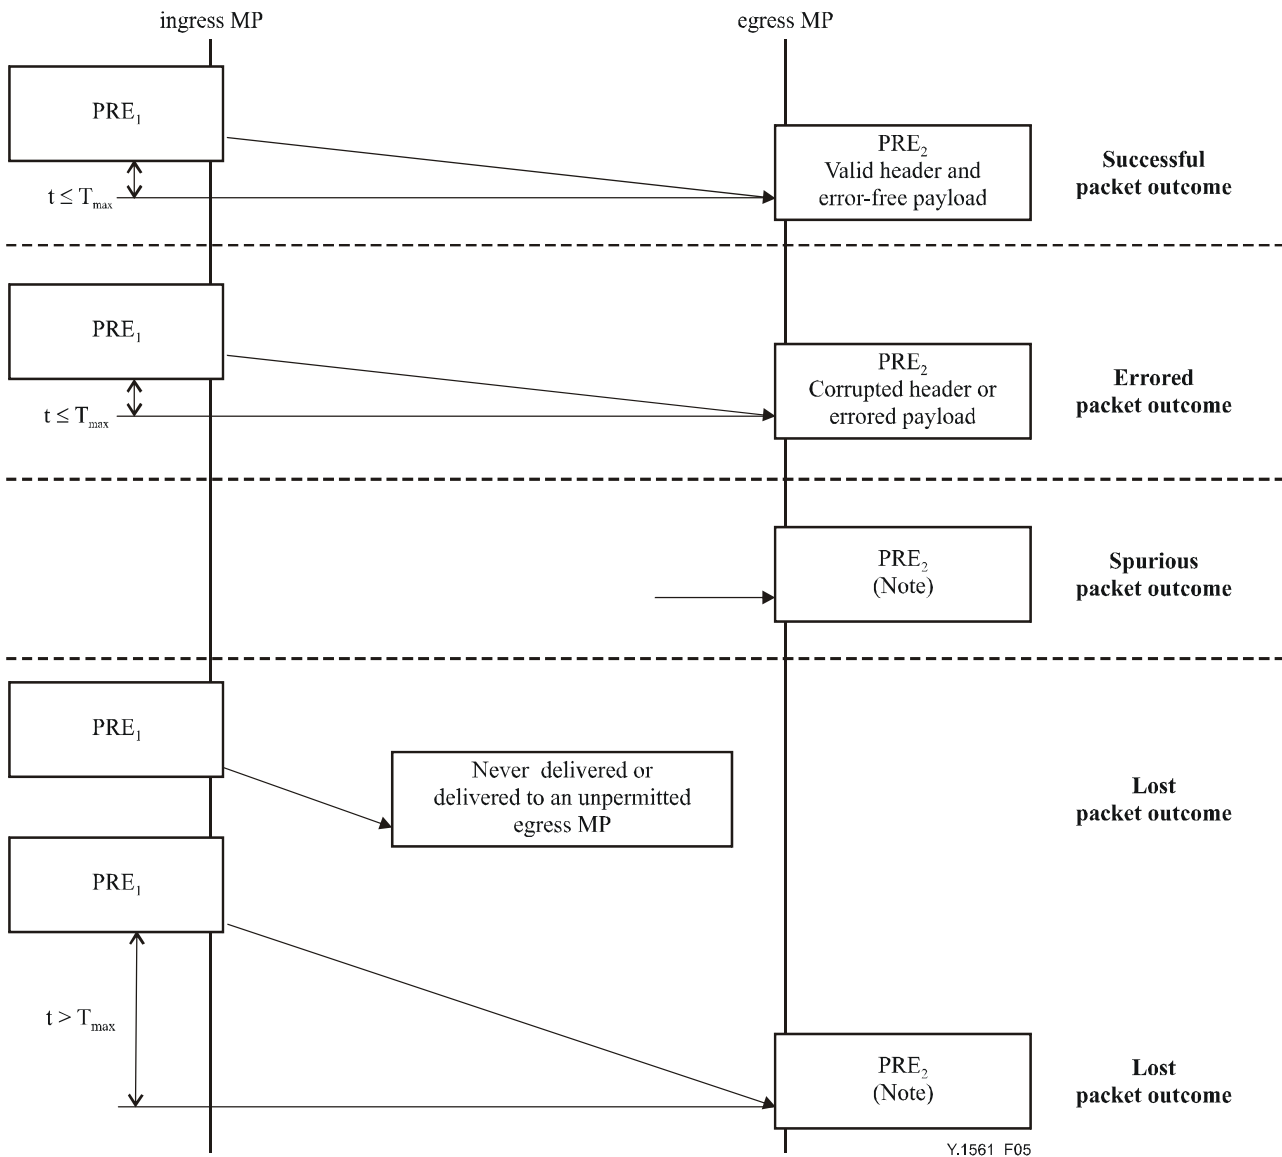 ingress MP
egress MP
PRE1
t ≤ Tmax
PRE2
Valid header and
error-free payload
Successful
packet outcome
PRE1
t ≤ Tmax
PRE2
Corrupted header or
errored payload
Errored
packet outcome
PRE2
(Note)
Spurious
packet outcome
PRE1
Never delivered or
delivered to an unpermitted
egress MP
Lost
packet outcome
PRE1
t > Tmax
PRE2
(Note)
Lost
packet outcome
Y.1561_F05